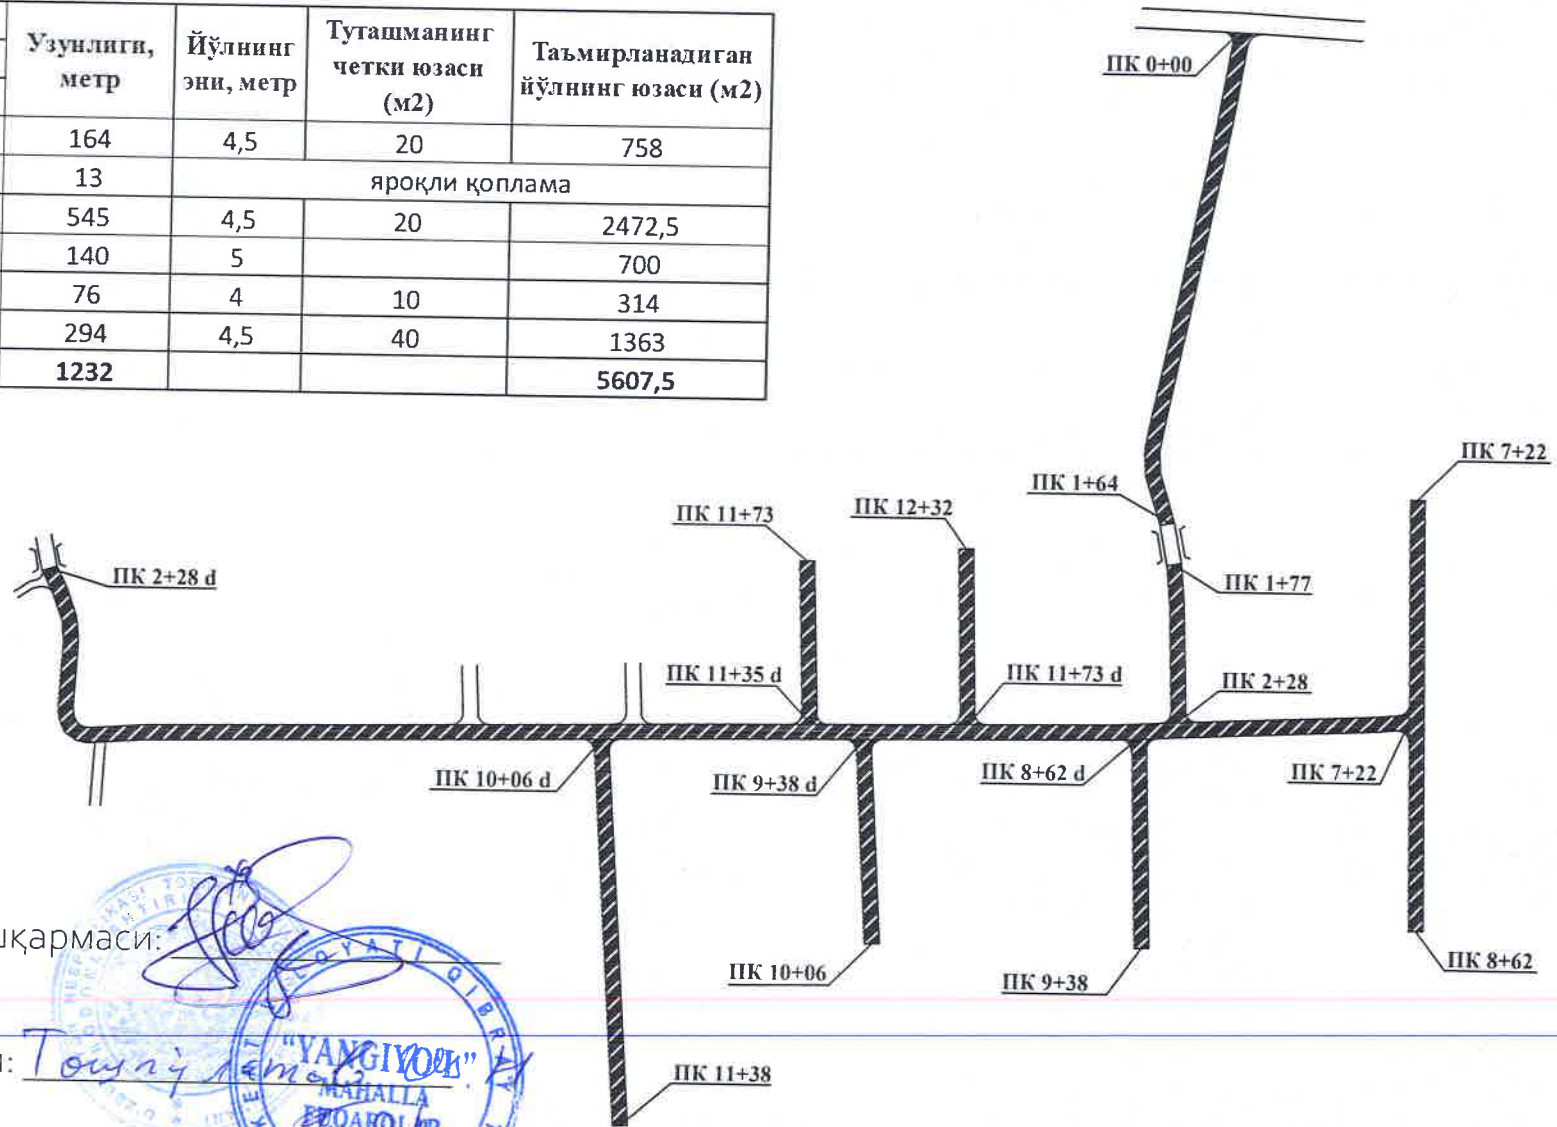 Узунлиги, метр
Йўлнинг эни, метр
Туташманинг четки юзаси (м2)
Таъмирланадиган йўлнинг юзаси (м2)
164 4,5 20 758
13 яроқли қоплама
545 4,5 20 2472,5
140 5 700
76 4 10 314
294 4,5 40 1363
1232 5607,5
ПК 0+00
ПК 7+22
ПК 1+64
ПК 11+73
ПК 12+32
ПК 2+28 d
ПК 1+77
ПК 11+35 d
ПК 11+73 d
ПК 2+28
ПК 10+06 d
ПК 9+38 d
ПК 8+62 d
ПК 7+22
ПК 10+06
ПК 9+38
ПК 8+62
ПК 11+38
шқармаси:
QIBRAY
"YANGIYO'L"
MAHALLA